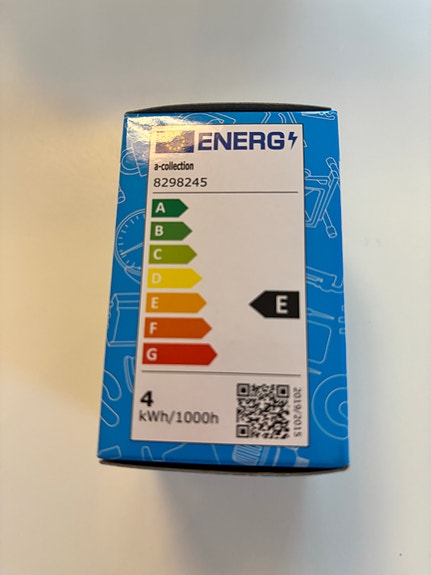 ENERG
a-collection
8298245
A
B
C
D
E
E
F
G
4
kWh/1000h
2019/2015